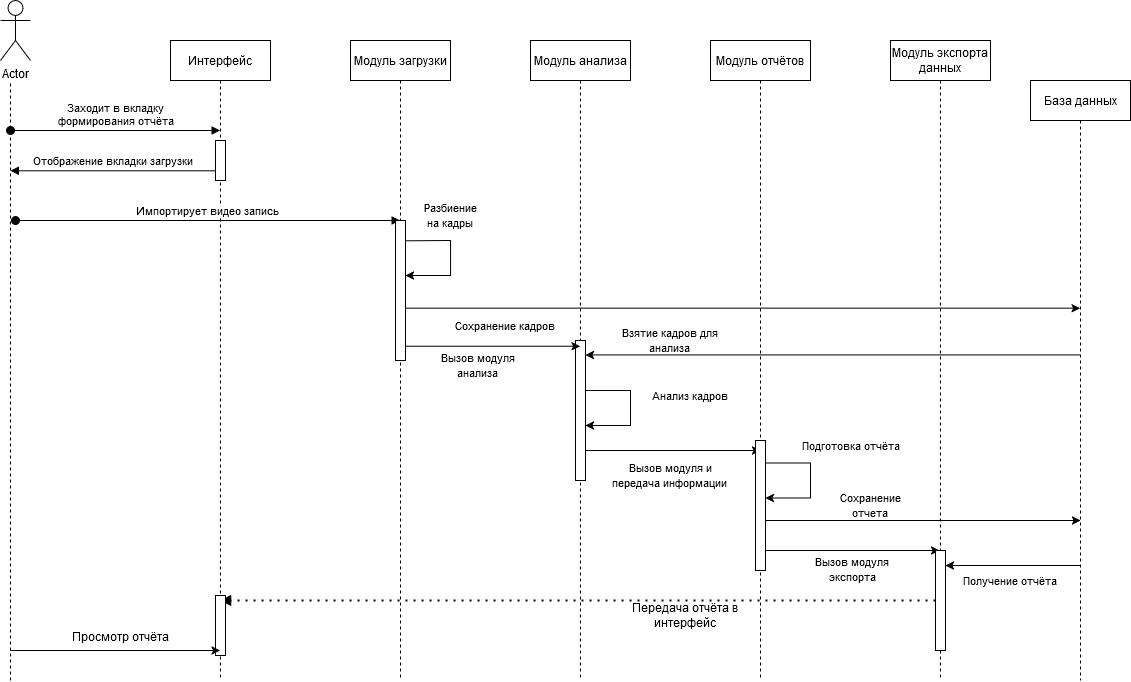 Actor
Интерфейс
Модуль загрузки
Модуль анализа
Модуль отчётов
Модуль экспорта
данных
База данных
Заходит в вкладку
формирования отчёта
Отображение вкладки загрузки
Импортирует видео запись
Разбиение
на кадры
Сохранение кадров
Взятие кадров для
анализа
Вызов модуля
анализа
Анализ кадров
Подготовка отчёта
Вызов модуля и
передача информации
Сохранение
отчета
Вызов модуля
экспорта
Получение отчёта
Передача отчёта в
интерфейс
Просмотр отчёта